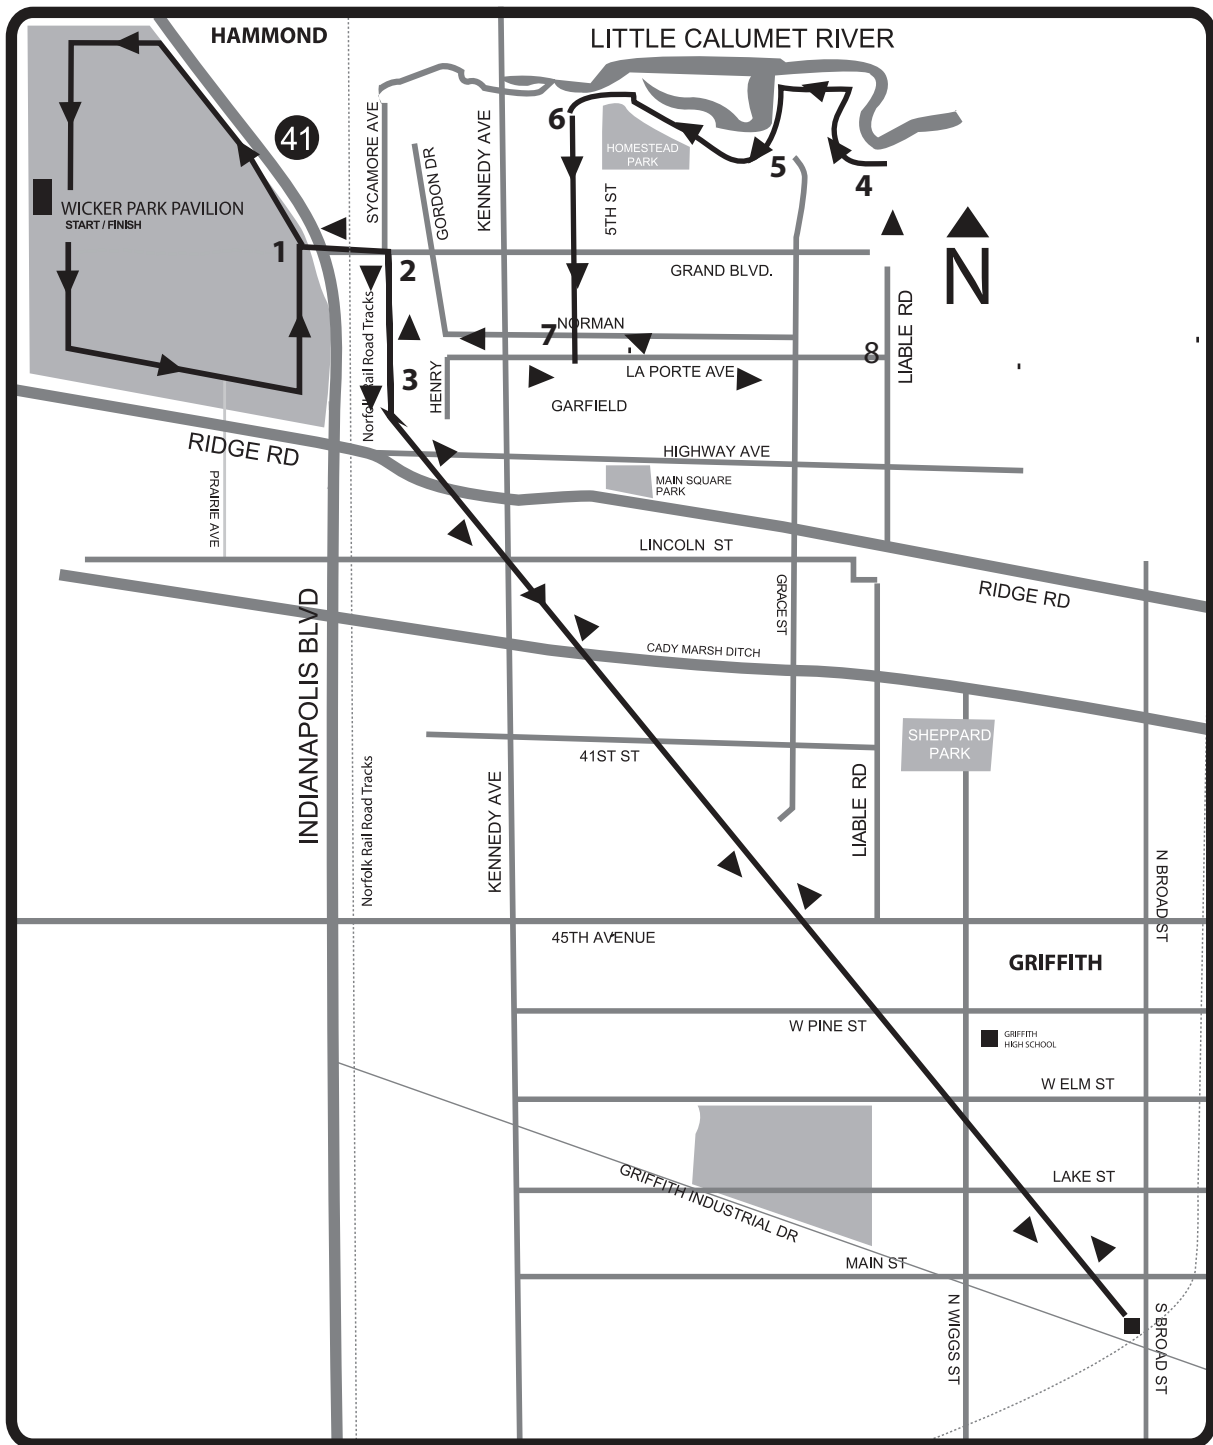 HAMMOND
LITTLE CALUMET RIVER
41
SYCAMORE AVE
GORDON DR
KENNEDY AVE
6
HOMESTEAD
PARK
5
4
5TH ST
WICKER PARK PAVILION
START / FINISH
1
2
GRAND BLVD.
N
LIABLE RD
Norfolk Rail Road Tracks
7
NORMAN
8
3
HENRY
LA PORTE AVE
GARFIELD
RIDGE RD
HIGHWAY AVE
MAIN SQUARE
PARK
PRAIRIE AVE
LINCOLN ST
GRACE ST
RIDGE RD
INDIANAPOLIS BLVD
CADY MARSH DITCH
SHEPPARD
PARK
41ST ST
Norfolk Rail Road Tracks
KENNEDY AVE
LIABLE RD
N BROAD ST
45TH AVENUE
GRIFFITH
W PINE ST
GRIFFITH
HIGH SCHOOL
W ELM ST
GRIFFITH INDUSTRIAL DR
LAKE ST
MAIN ST
N WIGGS ST
S BROAD ST